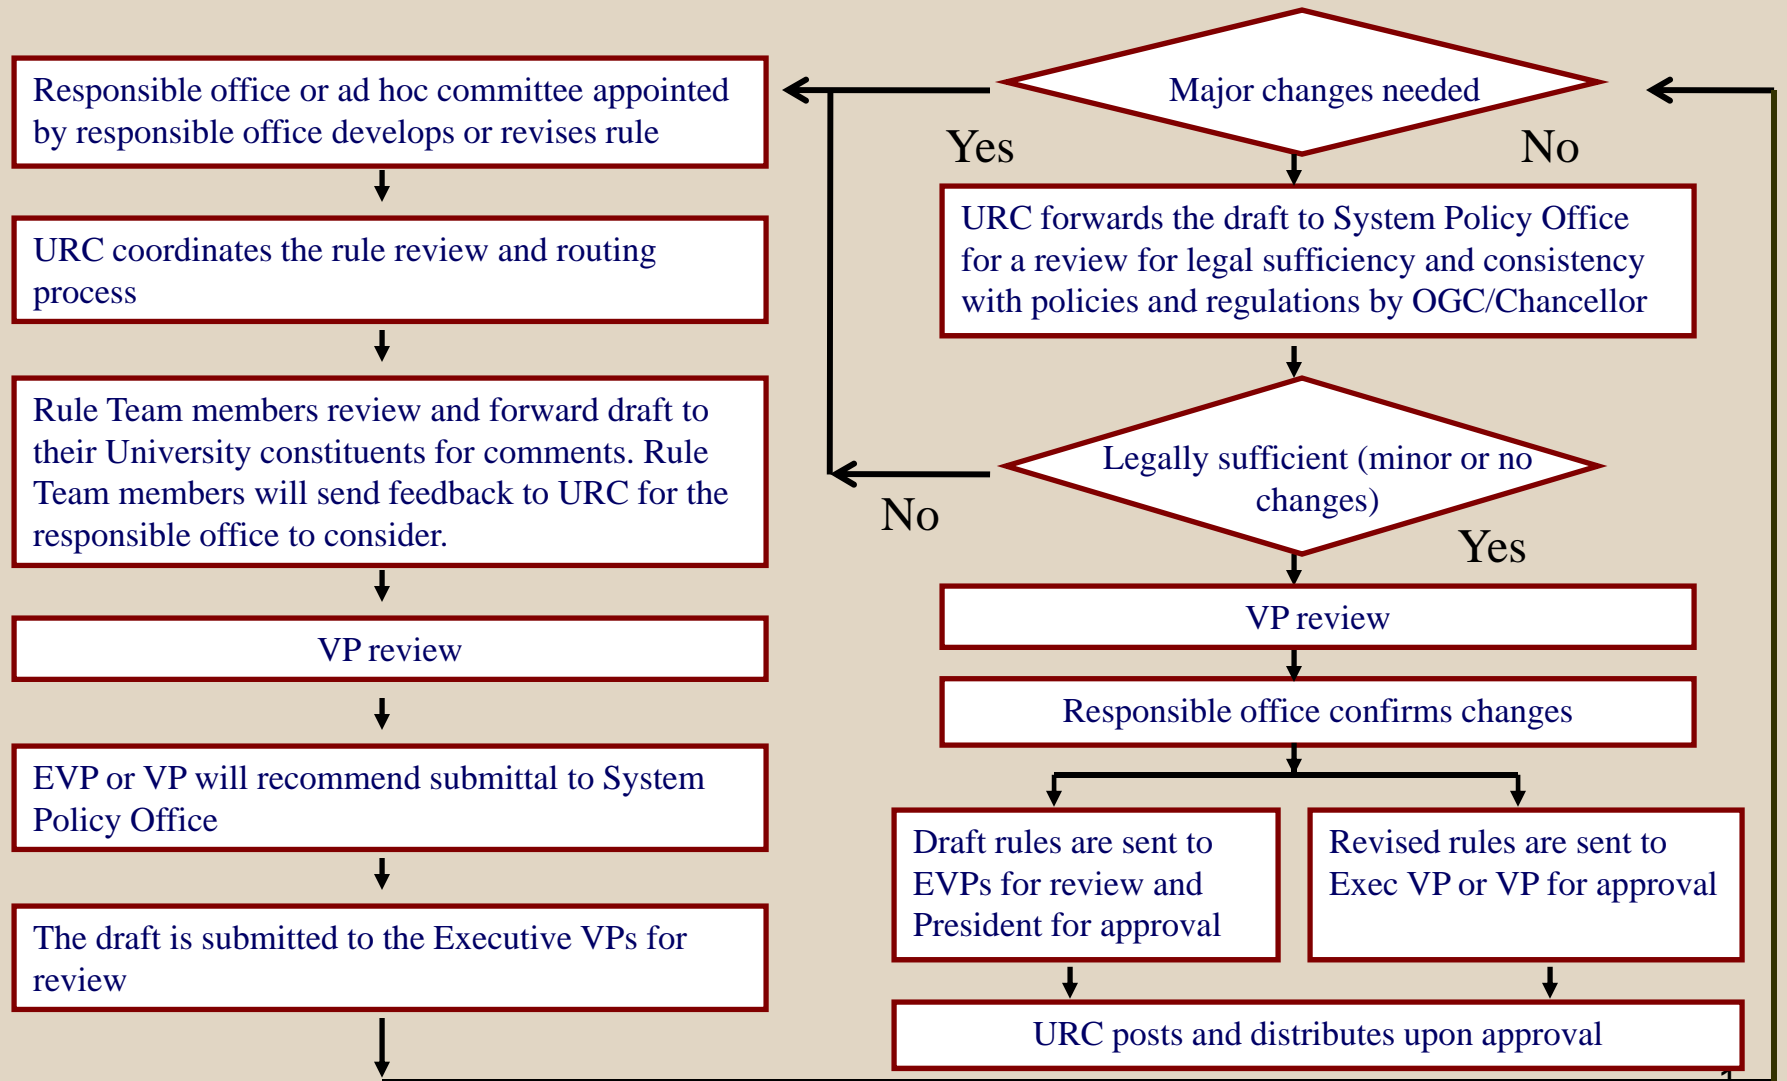 Responsible office or ad hoc committee appointed
by responsible office develops or revises rule
URC coordinates the rule review and routing
process
Rule Team members review and forward draft to
their University constituents for comments. Rule
Team members will send feedback to URC for the
responsible office to consider.
VP review
EVP or VP will recommend submittal to System
Policy Office
The draft is submitted to the Executive VPs for
review
Major changes needed
Yes
No
URC forwards the draft to System Policy Office
for a review for legal sufficiency and consistency
with policies and regulations by OGC/Chancellor
Legally sufficient (minor or no
changes)
No
Yes
VP review
Responsible office confirms changes
Draft rules are sent to
EVPs for review and
President for approval
Revised rules are sent to
Exec VP or VP for approval
URC posts and distributes upon approval